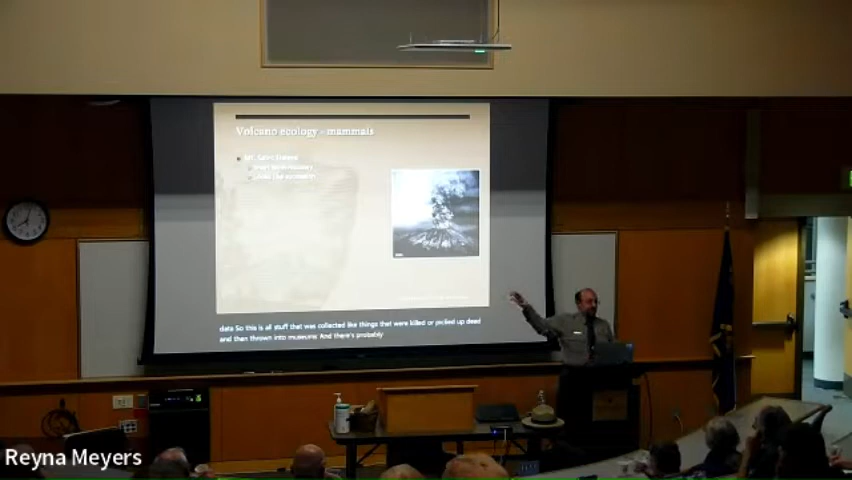 Volcano ecology - mammals
Mt. Saint Helens
data So this is all stuff that was collected like things that were killed or picked up dead
and then thrown into museums And there's probably
Reyna Meyers